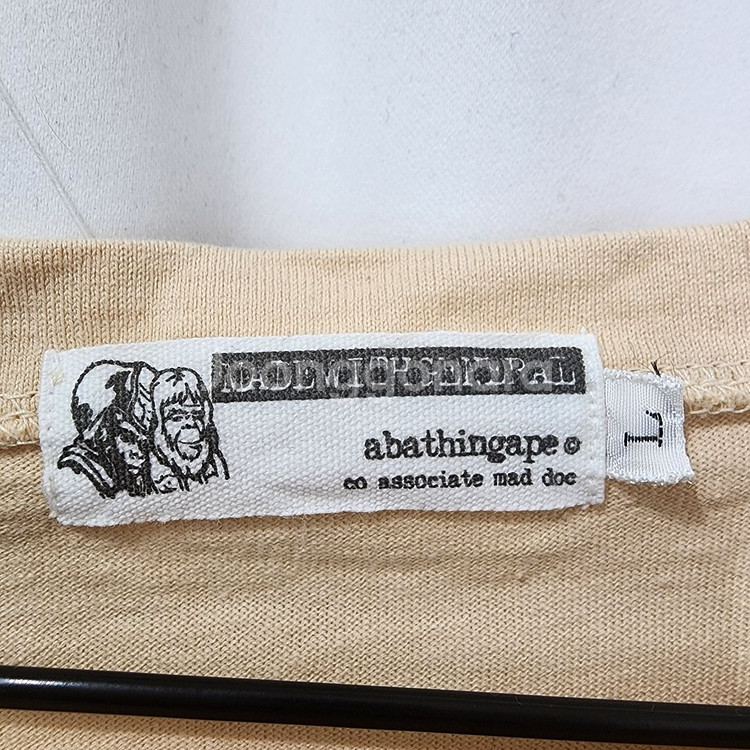 abathingape ©
co associate mad doc
L